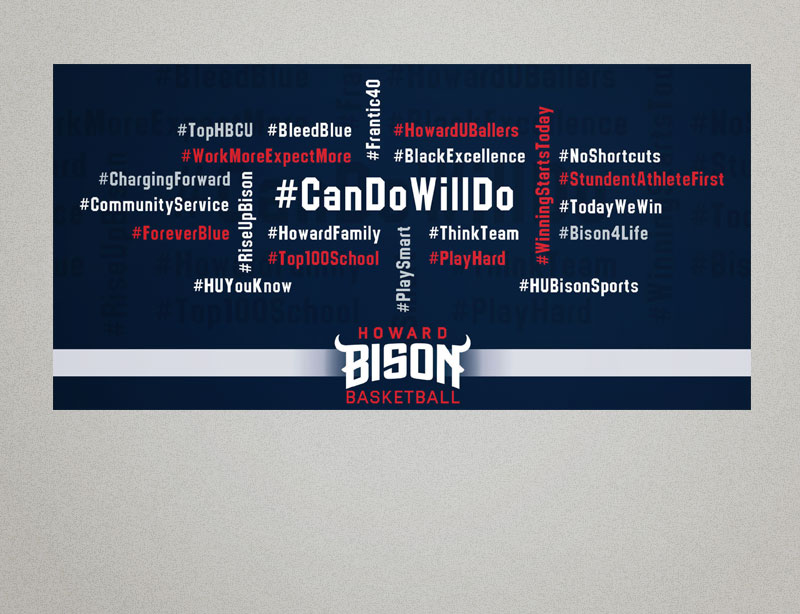 #Frantic40
#TopHBCU #BleedBlue #HowardUBallers
#WorkMoreExpectMore #BlackExcellence #NoShortcuts
#WinningStartsToday
#ChargingForward #StundentAthleteFirst
#RiseUpBison
#CanDoWillDo
#CommunityService #TodayWeWin
#ForeverBlue #HowardFamily #ThinkTeam #Bison4Life
#PlaySmart
#Top100School #PlayHard
#HUYouKnow #HUBisonSports
HOWARD
BISON
BASKETBALL